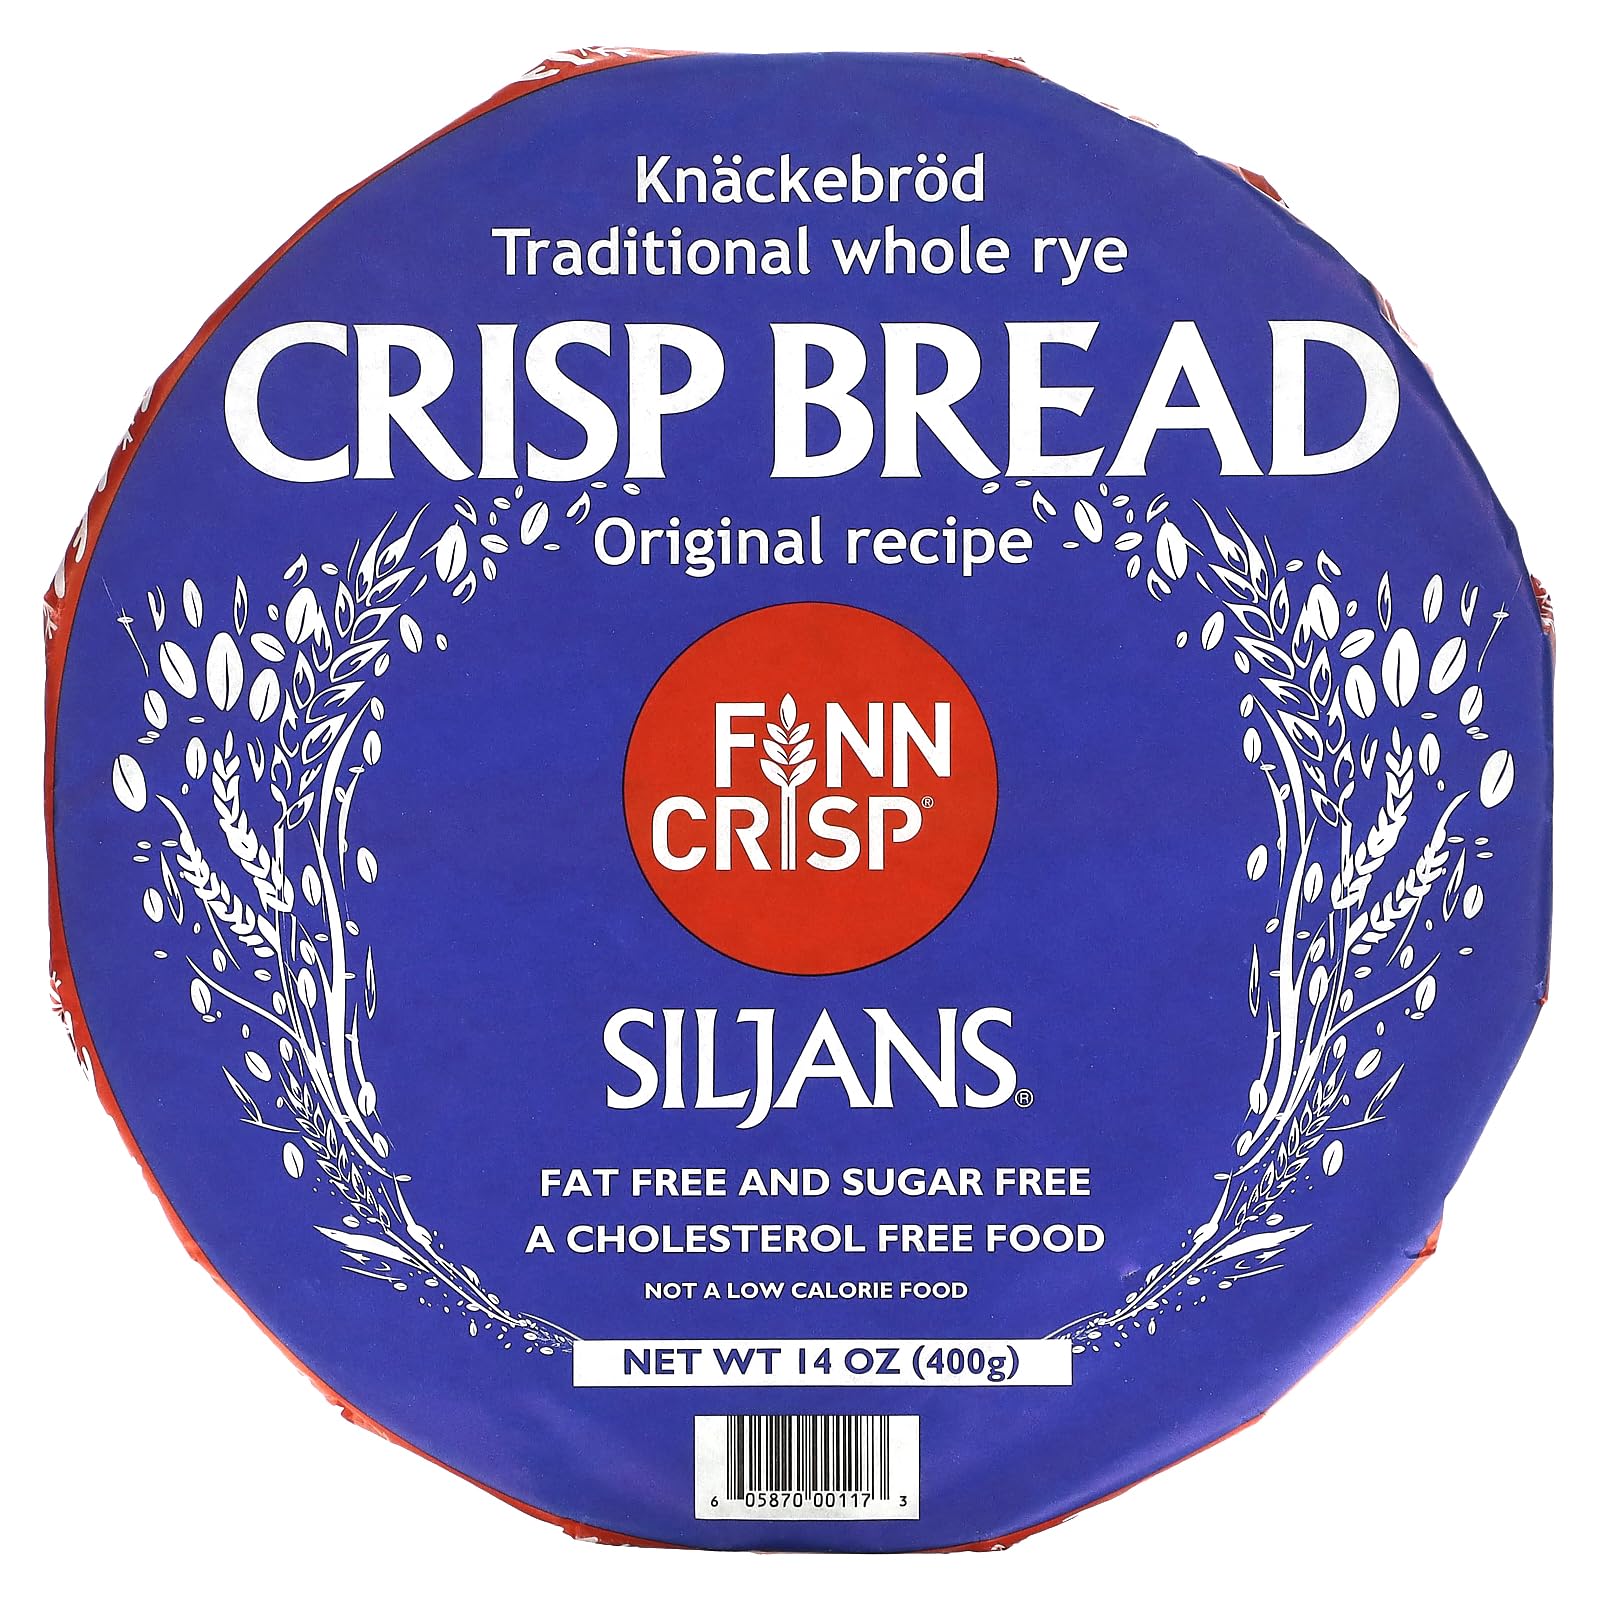 Knäckebröd
Traditional whole rye
CRISP BREAD
Original recipe
FINN
CRISP®
SILJANS®
FAT FREE AND SUGAR FREE
A CHOLESTEROL FREE FOOD
NOT A LOW CALORIE FOOD
NET WT 14 OZ (400g)
6 05870 00117 3